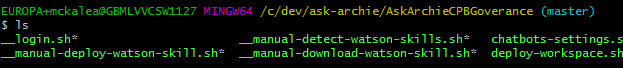 EUROPA+mckalea@GBMLVVCSW1127 MINGW64 /c/dev/ask-archie/AskArchieCPBGoverance (master)
$ ls
__login.sh* __manual-detect-watson-skills.sh* chatbots-settings.s
__manual-deploy-watson-skill.sh* __manual-download-watson-skill.sh* deploy-workspace.sh